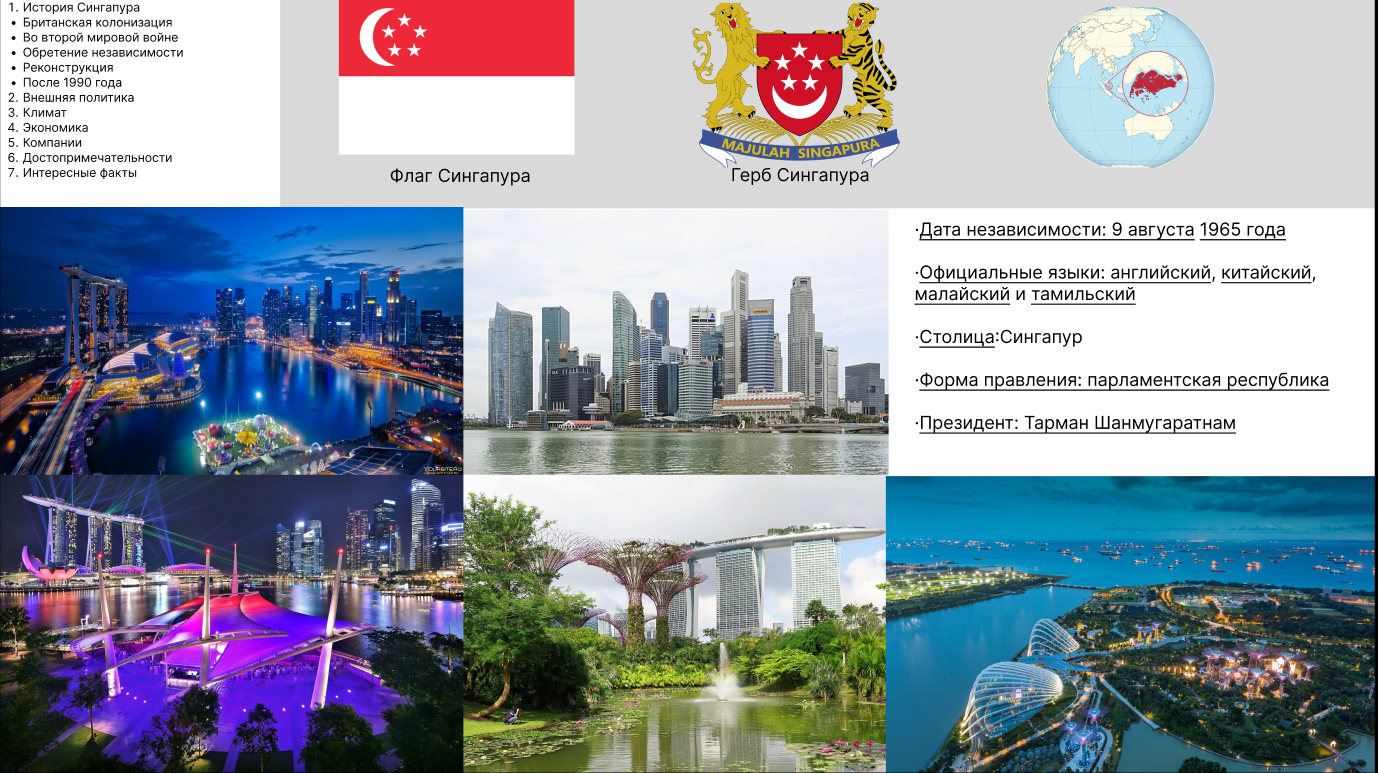 1. История Сингапура
• Британская колонизация
• Во второй мировой войне
• Обретение независимости
• Реконструкция
• После 1990 года
2. Внешняя политика
3. Климат
4. Экономика
5. Компании
6. Достопримечательности
7. Интересные факты
MAJULAH SINGAPURA
Флаг Сингапура
Герб Сингапура
·Дата независимости: 9 августа 1965 года
·Официальные языки: английский, китайский,
малайский и тамильский
·Столица:Сингапур
·Форма правления: парламентская республика
·Президент: Тарман Шанмугаратнам